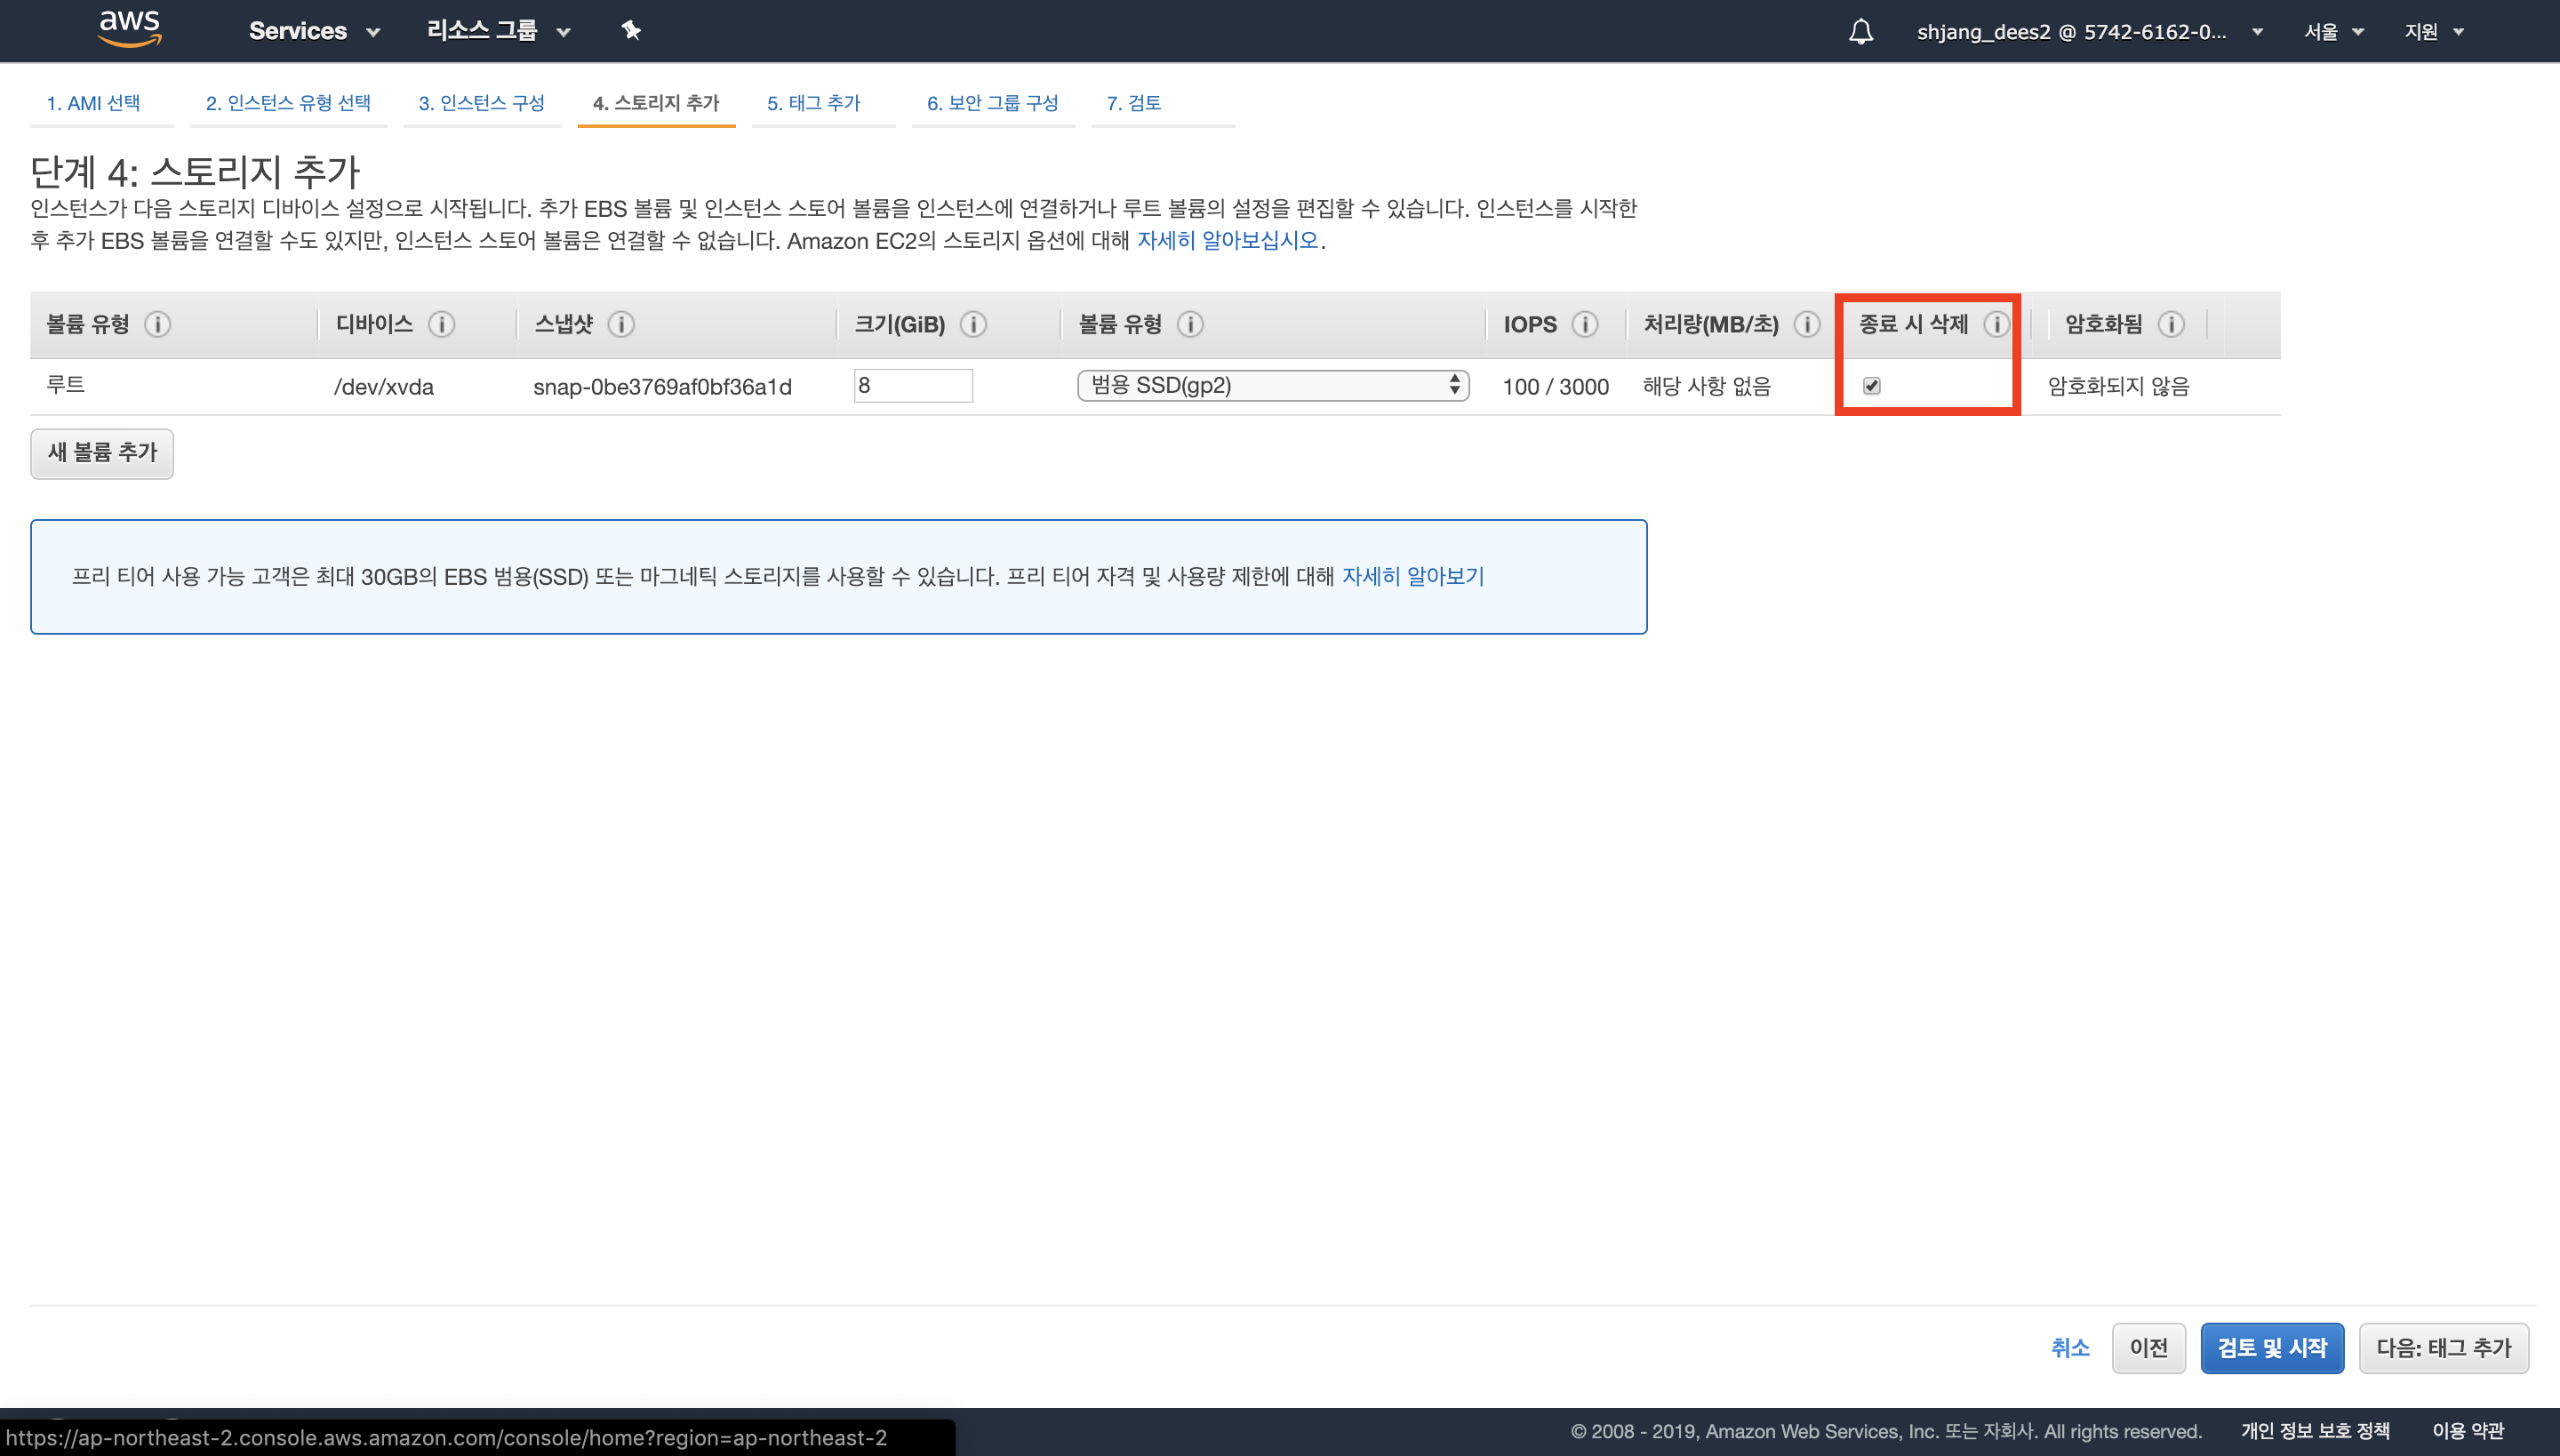 aws Services 리소스 그룹 shjang_dees2 @ 5742-6162-0... 서울 지원
1. AMI 선택 2. 인스턴스 유형 선택 3. 인스턴스 구성 4. 스토리지 추가 5. 태그 추가 6. 보안 그룹 구성 7. 검토
단계 4: 스토리지 추가
인스턴스가 다음 스토리지 디바이스 설정으로 시작됩니다. 추가 EBS 볼륨 및 인스턴스 스토어 볼륨을 인스턴스에 연결하거나 루트 볼륨의 설정을 편집할 수 있습니다. 인스턴스를 시작한
후 추가 EBS 볼륨을 연결할 수도 있지만, 인스턴스 스토어 볼륨은 연결할 수 없습니다. Amazon EC2의 스토리지 옵션에 대해 자세히 알아보십시오.
볼륨 유형 디바이스 스냅샷 크기(GiB) 볼륨 유형 IOPS 처리량(MB/초) 종료 시 삭제 암호화됨
루트 /dev/xvda snap-0be3769af0bf36a1d 8 범용 SSD(gp2) 100 / 3000 해당 사항 없음 암호화되지 않음
새 볼륨 추가
프리 티어 사용 가능 고객은 최대 30GB의 EBS 범용(SSD) 또는 마그네틱 스토리지를 사용할 수 있습니다. 프리 티어 자격 및 사용량 제한에 대해 자세히 알아보기
취소 이전 검토 및 시작 다음: 태그 추가
https://ap-northeast-2.console.aws.amazon.com/console/home?region=ap-northeast-2 © 2008 - 2019, Amazon Web Services, Inc. 또는 자회사. All rights reserved. 개인 정보 보호 정책 이용 약관